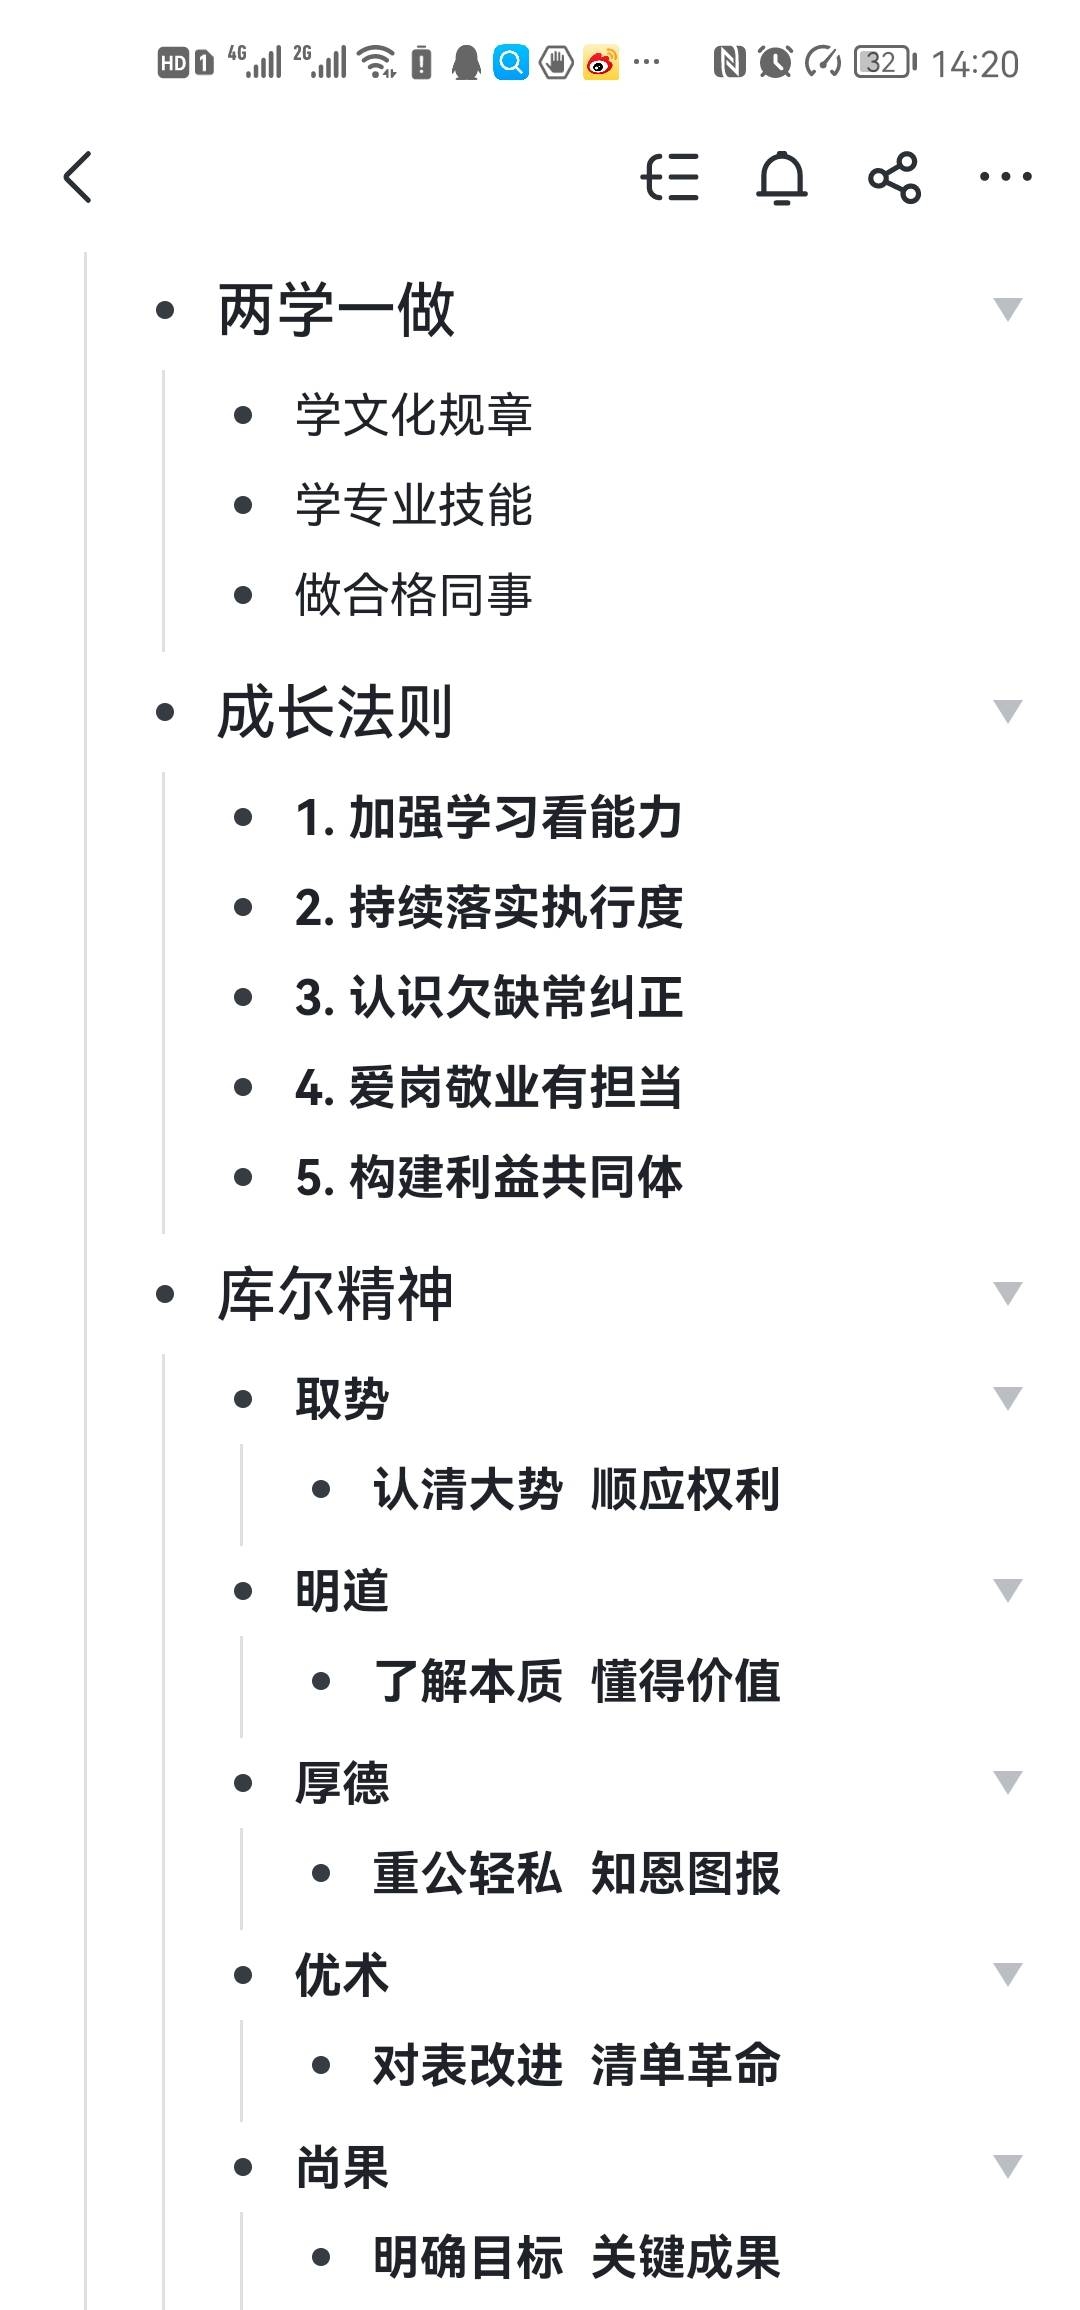 HD 1 4G 2G 32 14:20
两学一做
学文化规章
学专业技能
做合格同事
成长法则
1. 加强学习看能力
2. 持续落实执行度
3. 认识欠缺常纠正
4. 爱岗敬业有担当
5. 构建利益共同体
库尔精神
取势
认清大势 顺应权利
明道
了解本质 懂得价值
厚德
重公轻私 知恩图报
优术
对表改进 清单革命
尚果
明确目标 关键成果